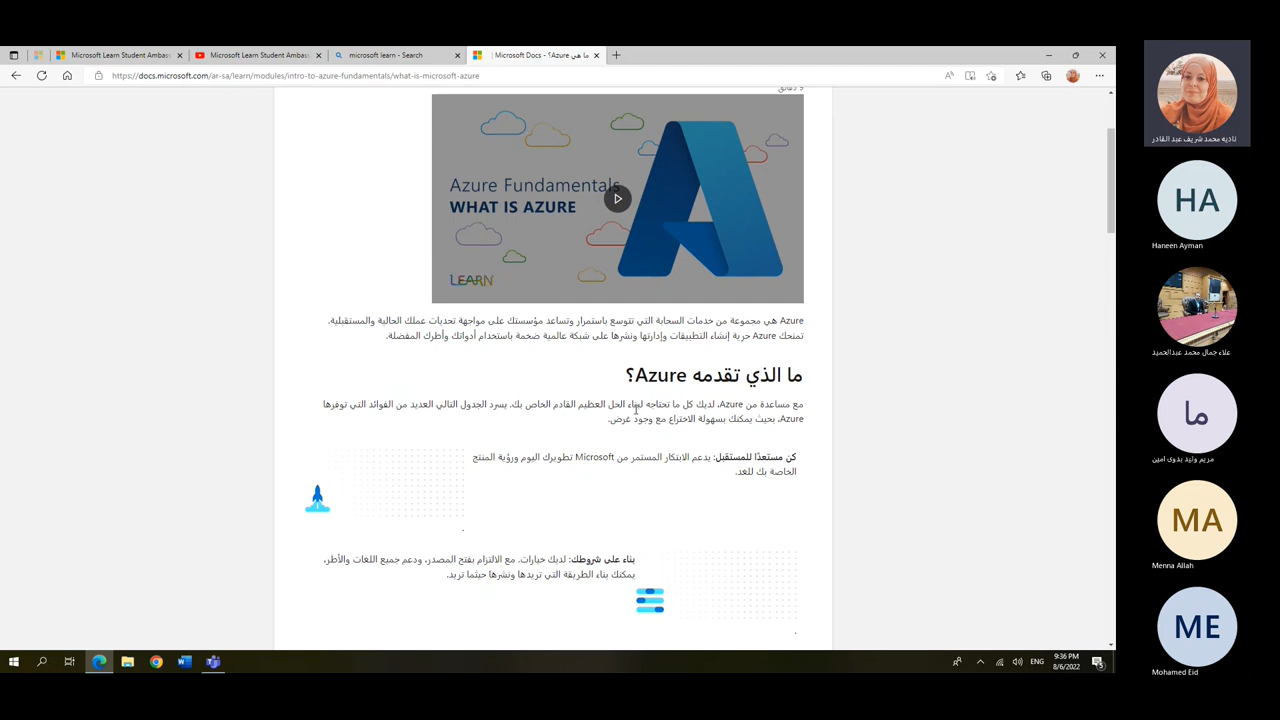 Microsoft Learn Student Ambas
Microsoft Learn Student Ambas
microsoft learn - Search
ما هي Azure؟ - Microsoft Docs |
https://docs.microsoft.com/ar-sa/learn/modules/intro-to-azure-fundamentals/what-is-microsoft-azure
دقائق
Azure Fundamentals
WHAT IS AZURE
LEARN
Azure هي مجموعة من خدمات السحابة التي تتوسع باستمرار وتساعد مؤسستك على مواجهة تحديات عملك الحالية والمستقبلية.
تمنحك Azure حرية إنشاء التطبيقات وإدارتها ونشرها على شبكة عالمية ضخمة باستخدام أدواتك وأطرك المفضلة.
ما الذي تقدمه Azure؟
مع مساعدة من Azure، لديك كل ما تحتاجه لبناء الحل العظيم القادم الخاص بك. يسرد الجدول التالي العديد من الفوائد التي توفرها
Azure، بحيث يمكنك بسهولة الاختراع مع وجود غرض.
كن مستعدًا للمستقبل: يدعم الابتكار المستمر من Microsoft تطويرك اليوم ورؤية المنتج
الخاصة بك للغد.
.
بناء على شروطك: لديك خيارات. مع الالتزام بفتح المصدر، ودعم جميع اللغات والأطر،
يمكنك بناء الطريقة التي تريدها ونشرها حيثما تريد.
.
ENG
9:36 PM
8/6/2022
نادية محمد شريف عبد القادر
HA
Haneen Ayman
علاء جمال محمد عبدالحميد
ما
مريم وليد بدوى امين
MA
Menna Allah
ME
Mohamed Eid